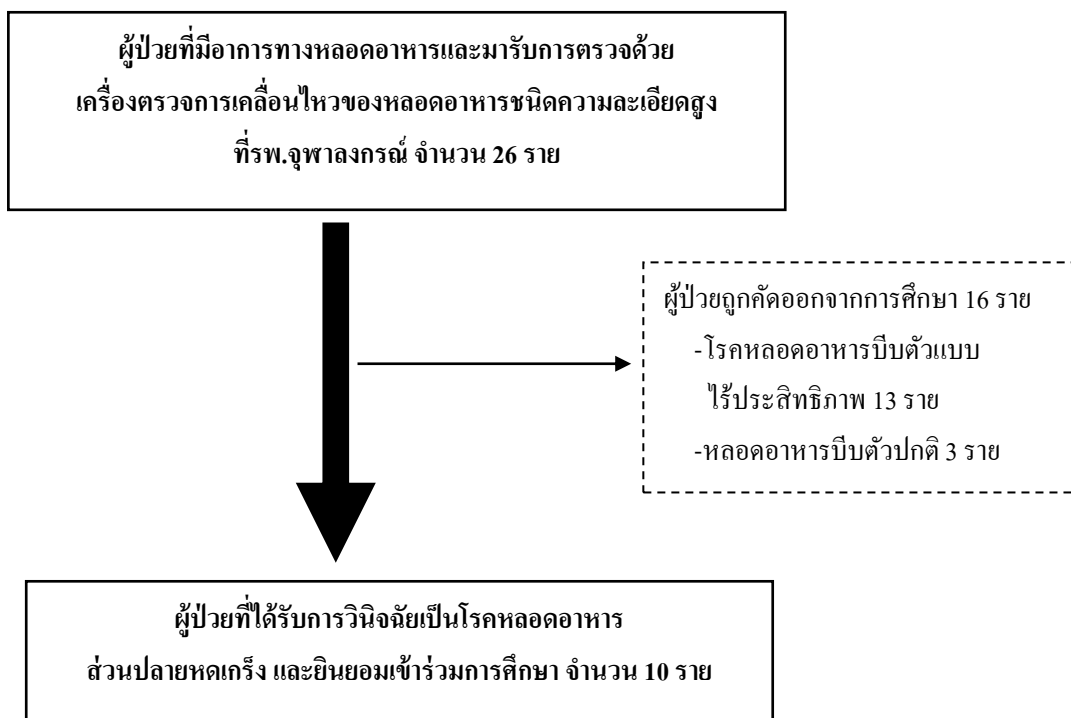 ผู้ป่วยที่มีอาการทางหลอดอาหารและมารับการตรวจด้วย
เครื่องตรวจการเคลื่อนไหวของหลอดอาหารชนิดความละเอียดสูง
ที่รพ.จุฬาลงกรณ์ จำนวน 26 ราย
ผู้ป่วยถูกคัดออกจากการศึกษา 16 ราย
-โรคหลอดอาหารบีบตัวแบบ
ไร้ประสิทธิภาพ 13 ราย
-หลอดอาหารบีบตัวปกติ 3 ราย
ผู้ป่วยที่ได้รับการวินิจฉัยเป็นโรคหลอดอาหาร
ส่วนปลายหดเกร็ง และยินยอมเข้าร่วมการศึกษา จำนวน 10 ราย